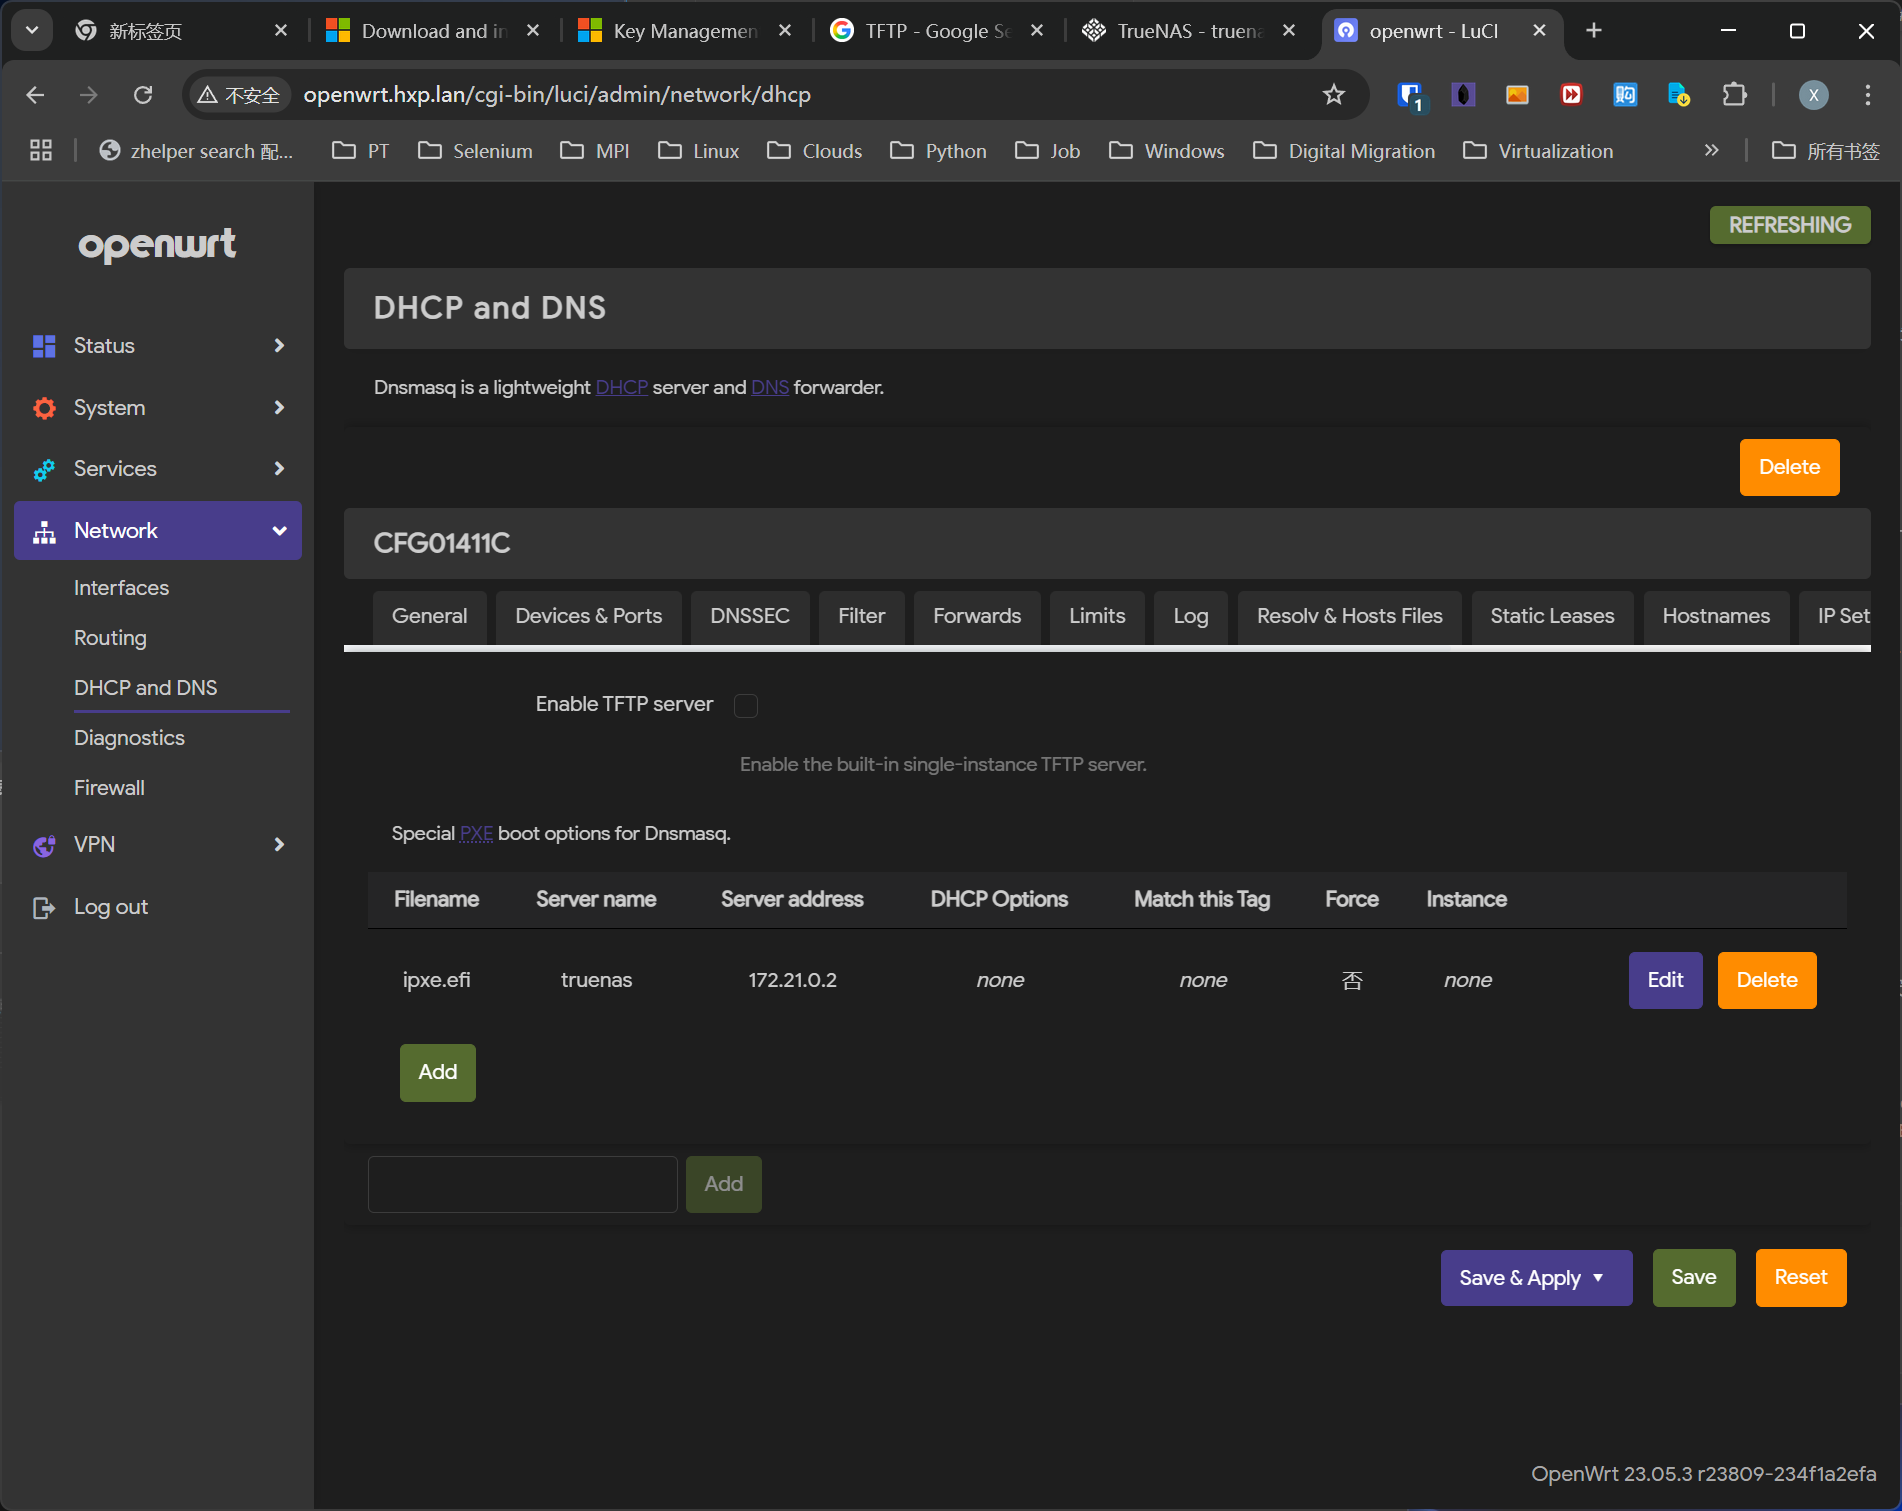 新标签页
Download and in
Key Managemen
TFTP - Google Se
TrueNAS - truena
openwrt - LuCI
不安全
openwrt.hxp.lan/cgi-bin/luci/admin/network/dhcp
1
购
X
zhelper search 配...
PT
Selenium
MPI
Linux
Clouds
Python
Job
Windows
Digital Migration
Virtualization
所有书签
openwrt
REFRESHING
DHCP and DNS
Status
Dnsmasq is a lightweight DHCP server and DNS forwarder.
System
Services
Delete
Network
CFG01411C
Interfaces
General
Devices & Ports
DNSSEC
Filter
Forwards
Limits
Log
Resolv & Hosts Files
Static Leases
Hostnames
IP Set
Routing
DHCP and DNS
Enable TFTP server
Diagnostics
Enable the built-in single-instance TFTP server.
Firewall
VPN
Special PXE boot options for Dnsmasq.
Log out
Filename
Server name
Server address
DHCP Options
Match this Tag
Force
Instance
ipxe.efi
truenas
172.21.0.2
none
none
否
none
Edit
Delete
Add
Add
Save & Apply
Save
Reset
OpenWrt 23.05.3 r23809-234f1a2efa